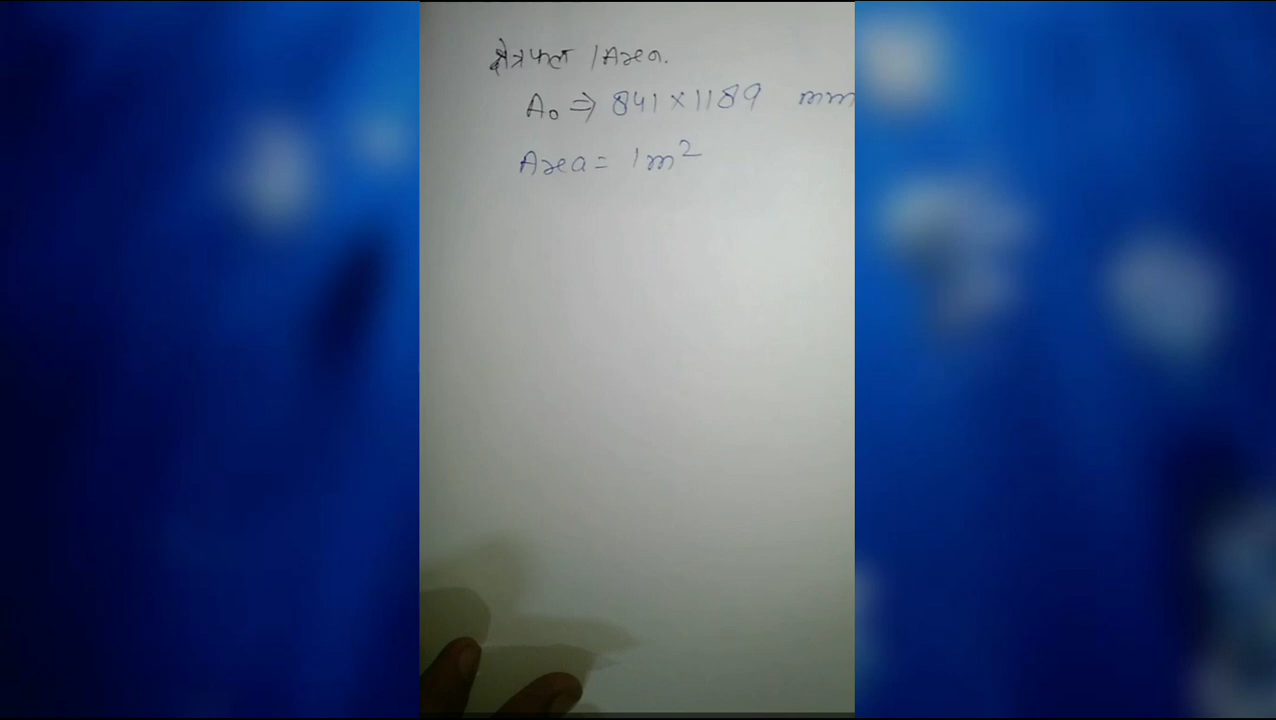 क्षेत्रफल / Area.
A₀ ⇒ 841 × 1189 mm
Area = 1m²